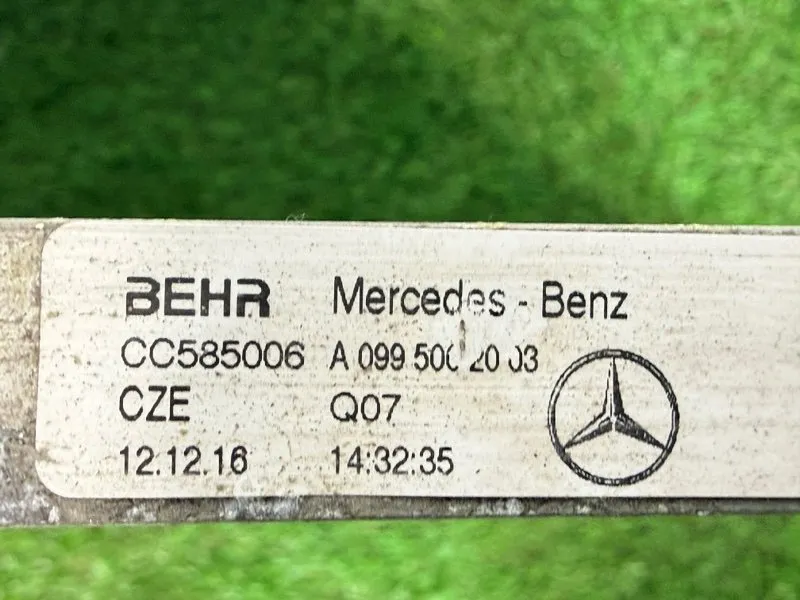 BEHR Mercedes - Benz
CC585006 A 099 500 20 03
CZE Q07
12.12.16 14:32:35